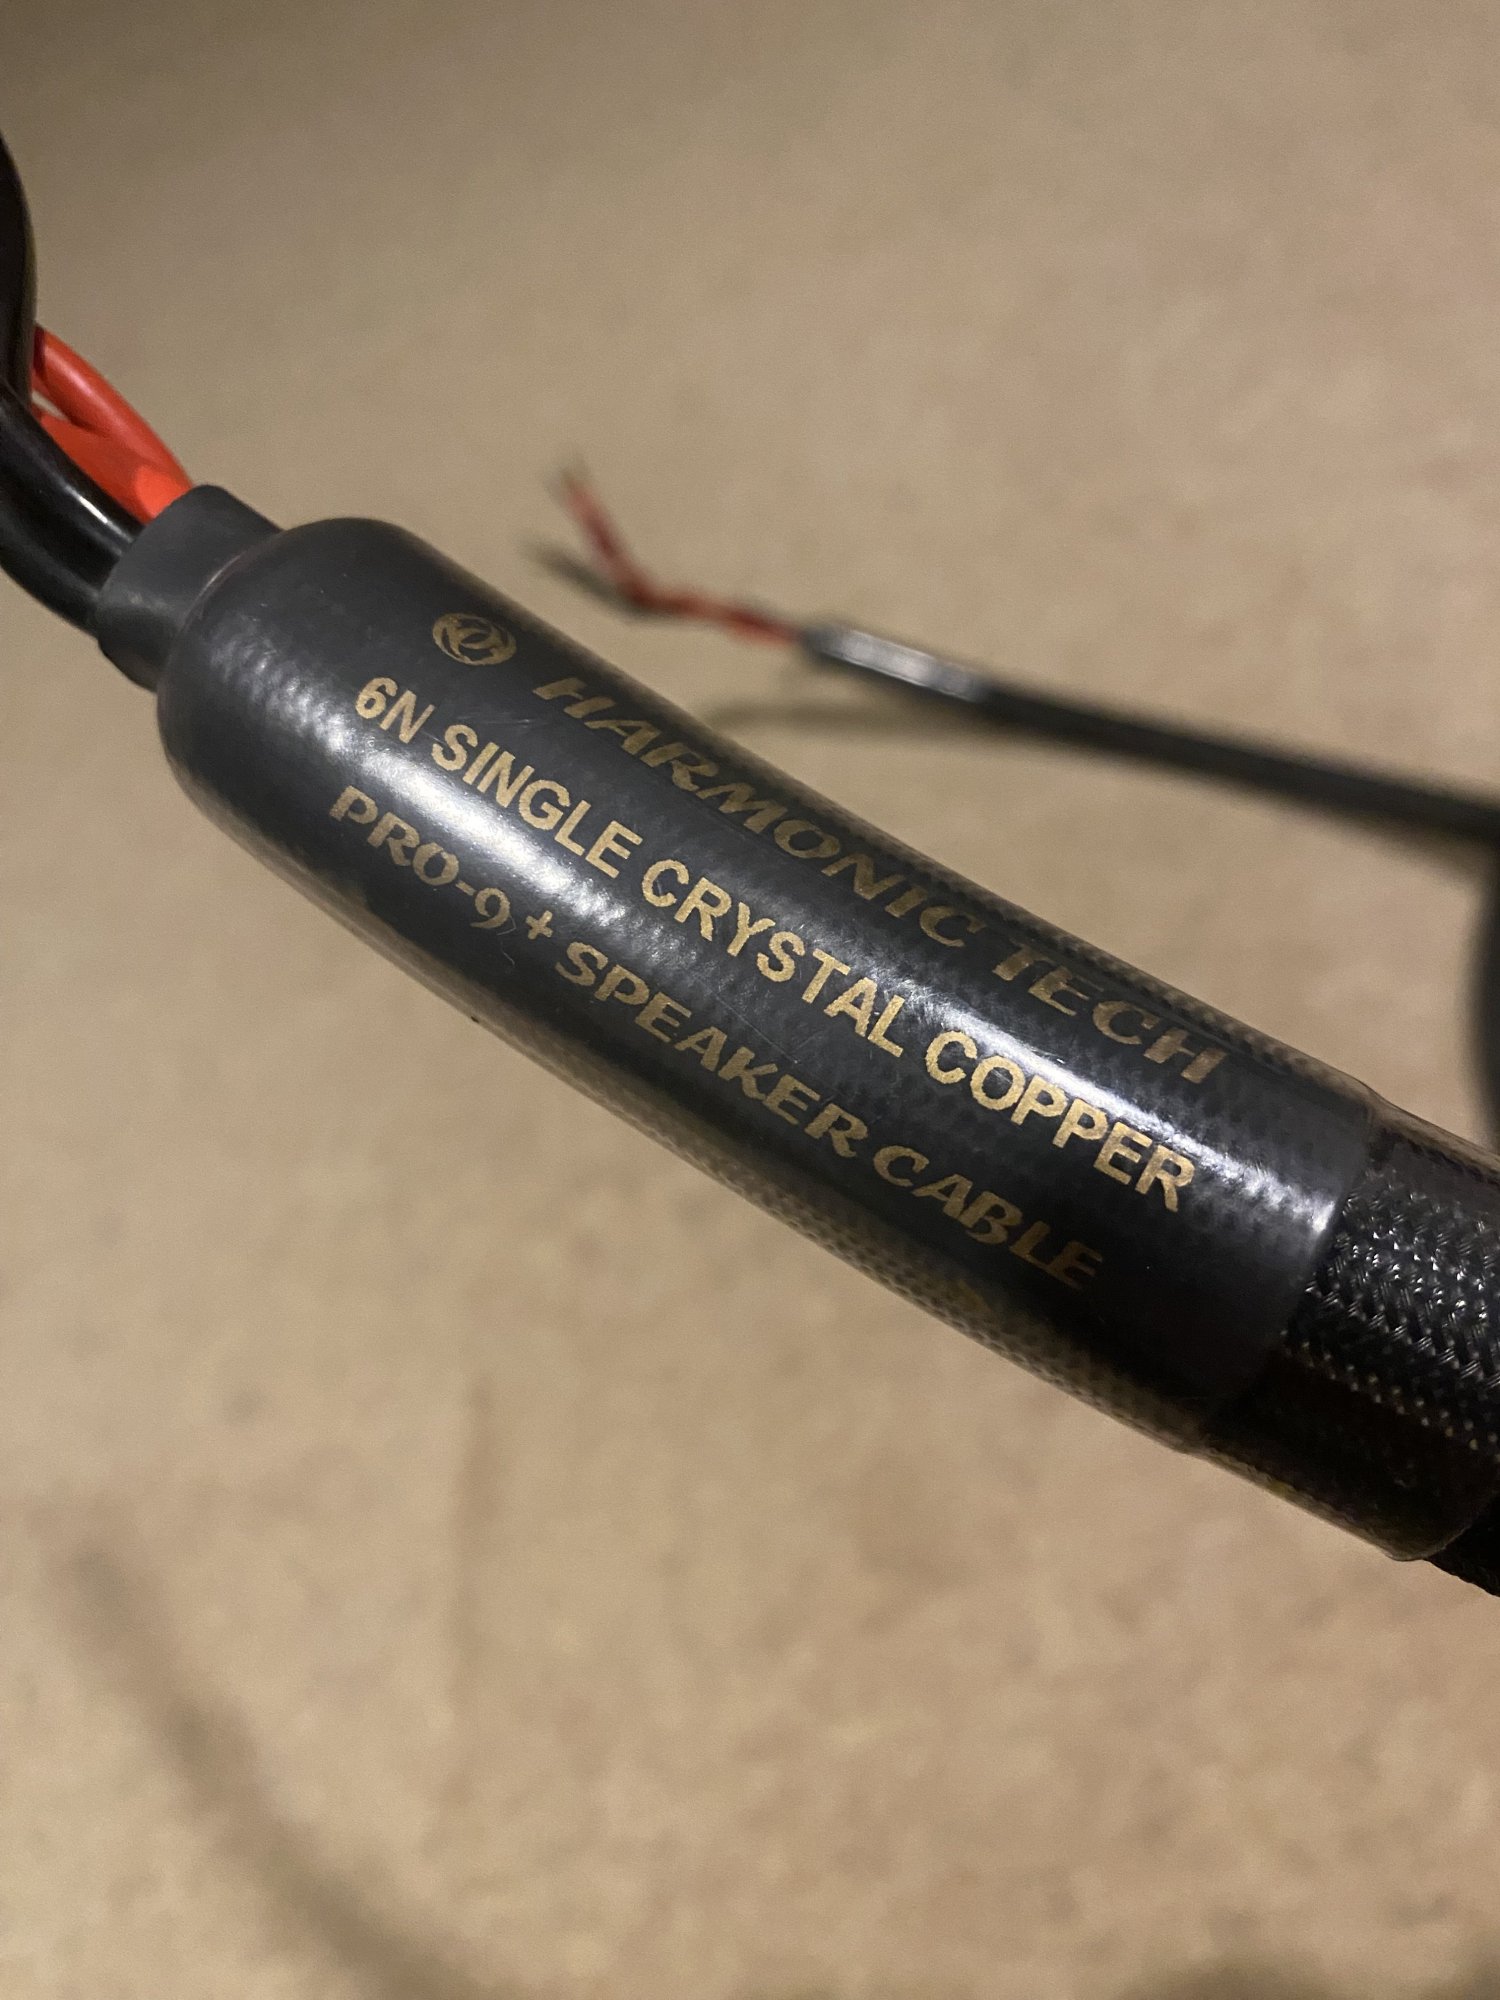 HARMONIC TECH
6N SINGLE CRYSTAL COPPER
PRO-9+ SPEAKER CABLE